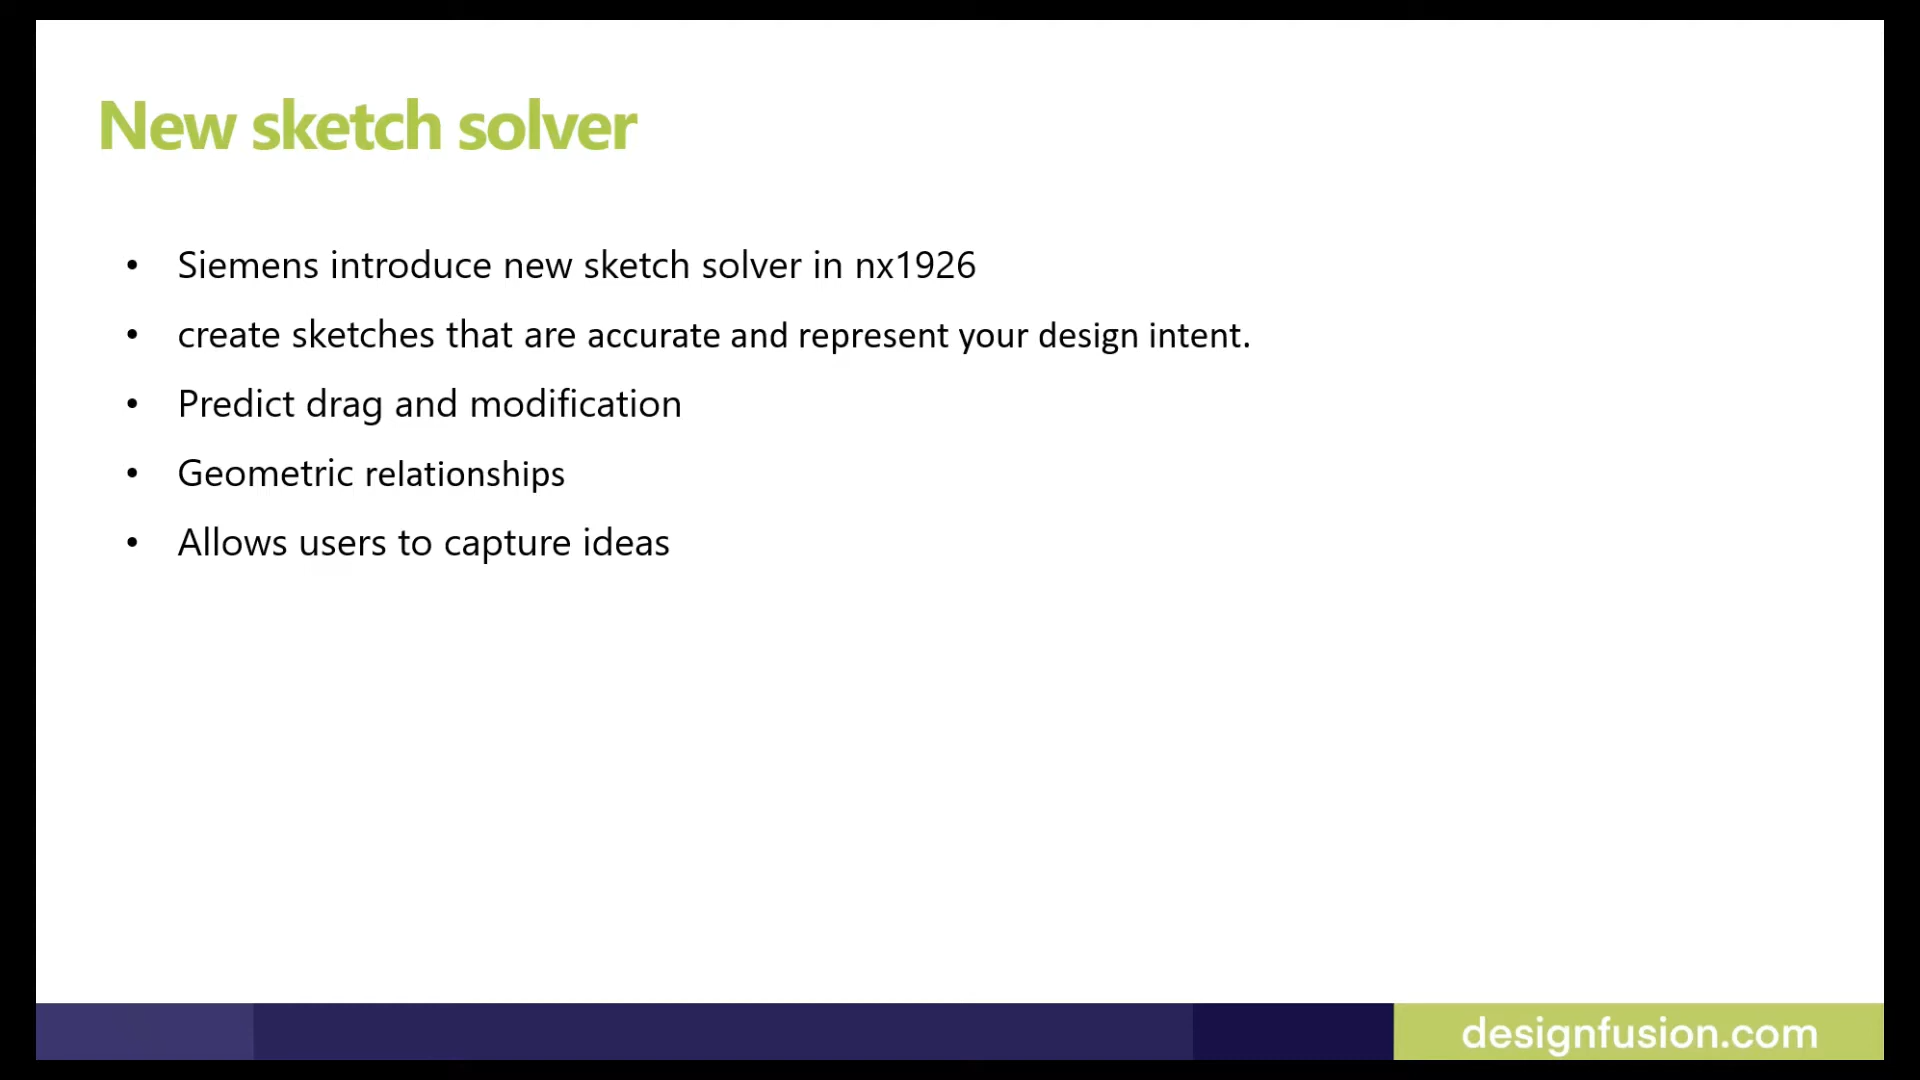 New sketch solver
• Siemens introduce new sketch solver in nx1926
• create sketches that are accurate and represent your design intent.
• Predict drag and modification
• Geometric relationships
• Allows users to capture ideas
designfusion.com